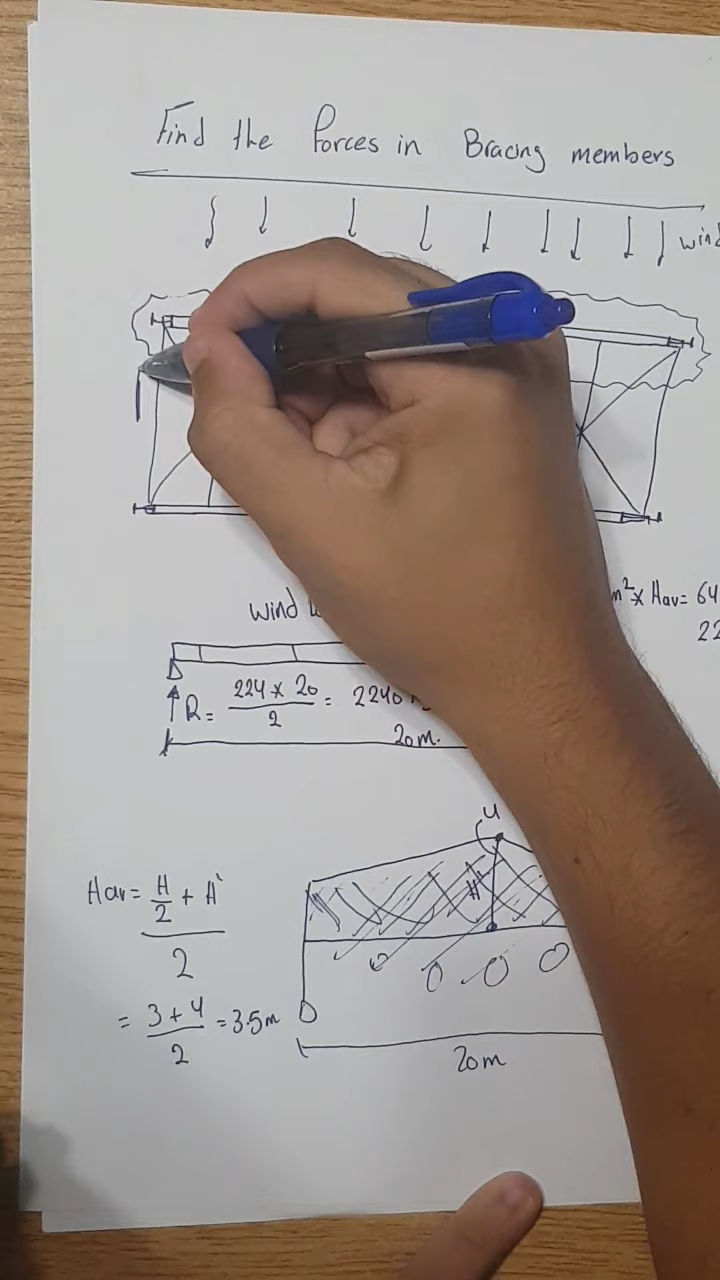 Find the Forces in Bracing members
wind
wind
m² x Hav = 64
22
R = 224 x 20 / 2 = 2240
20m.
Hav = H/2 + H` / 2
= 3 + 4 / 2 = 3.5m
H`
20m